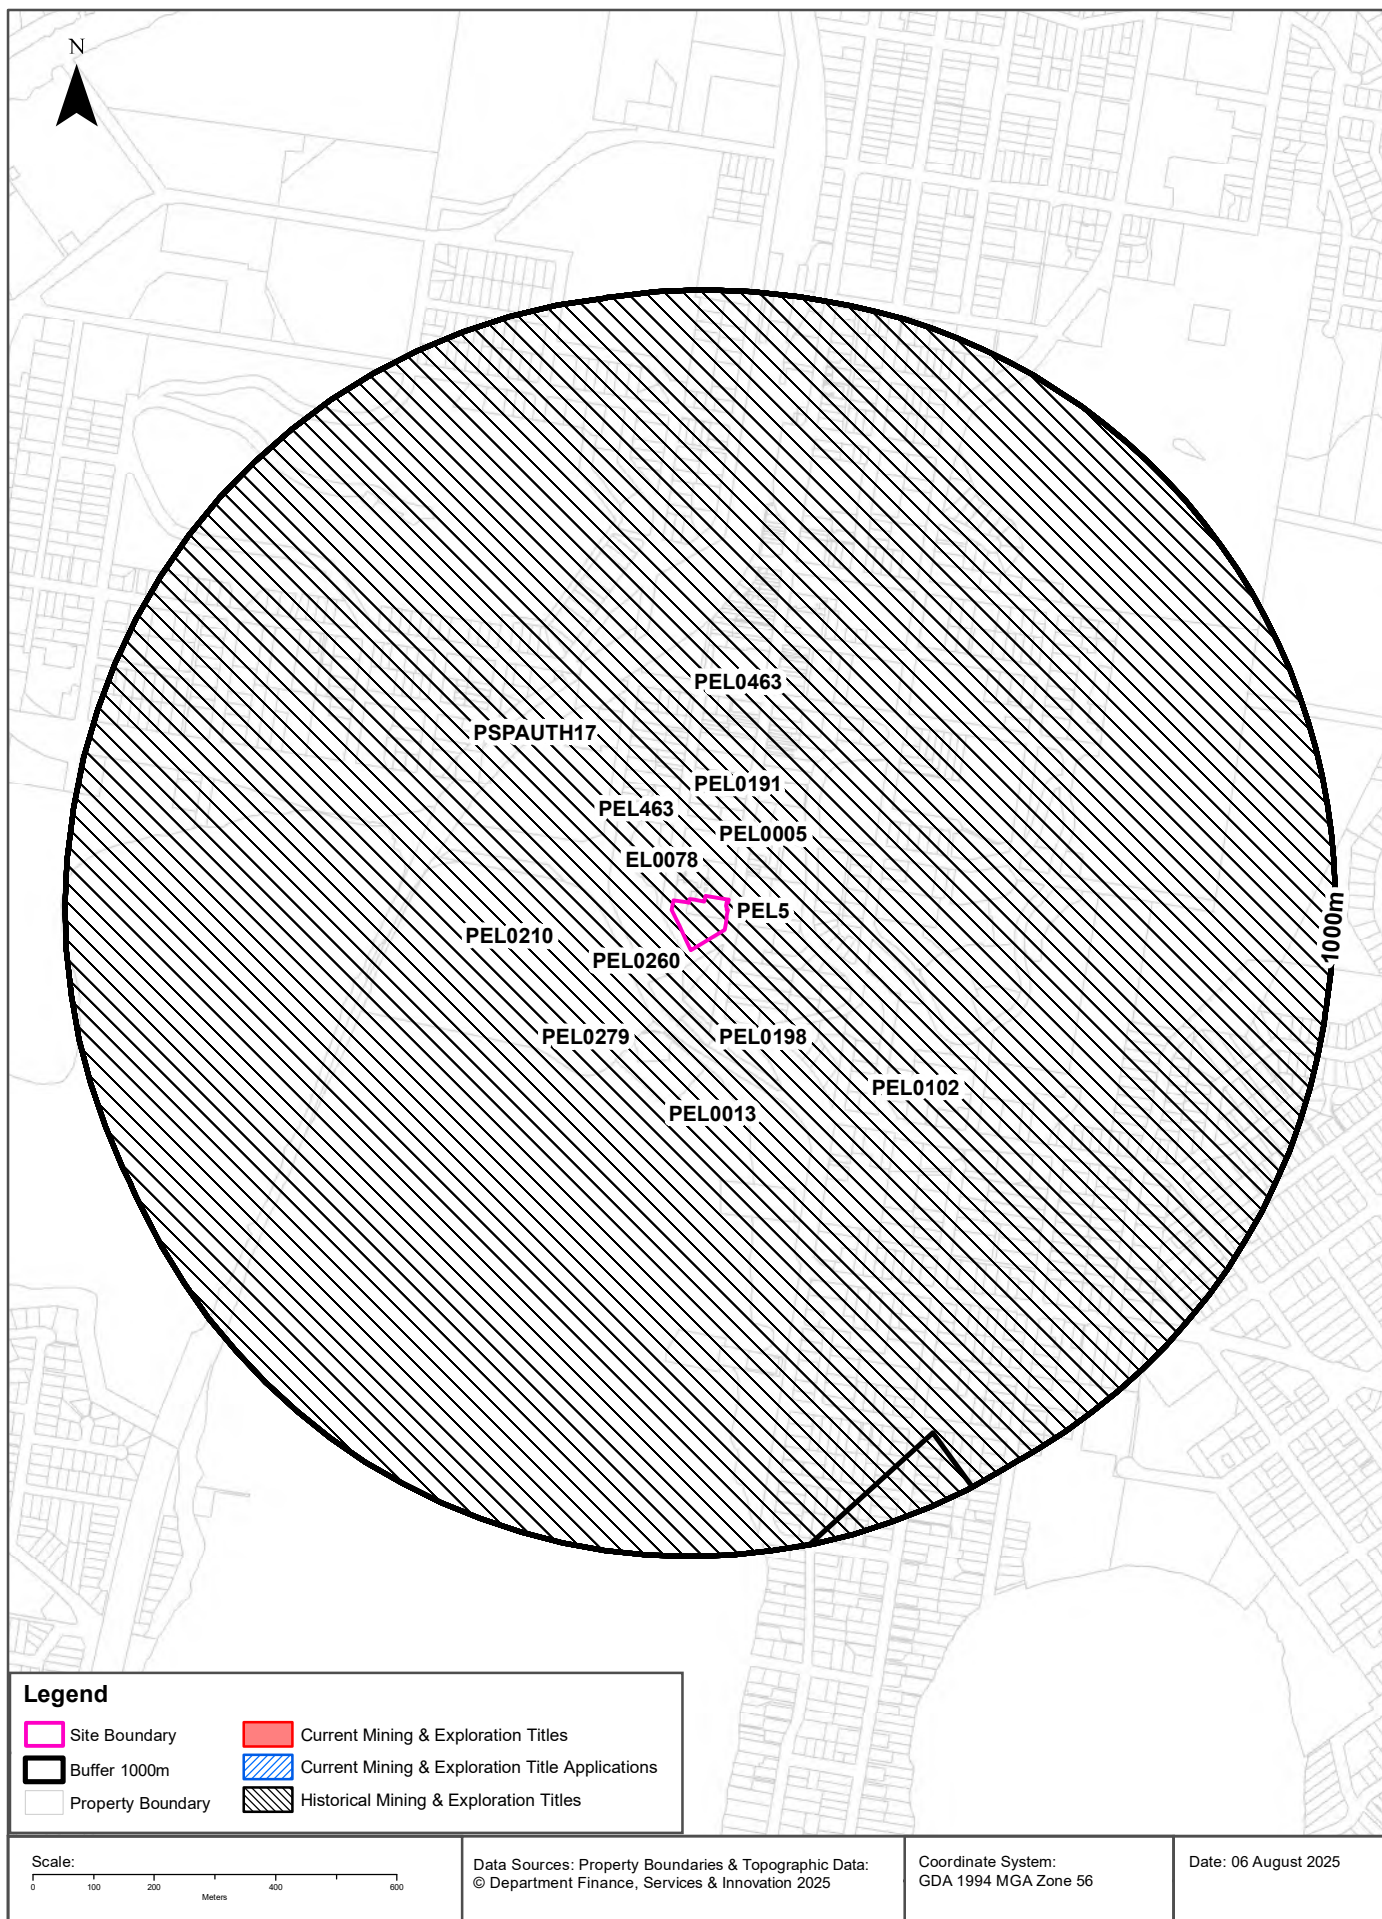 N
PEL0463
PSPAUTH17
PEL0191
PEL463
PEL0005
EL0078
PEL5
1000m
PEL0210
PEL0260
PEL0279
PEL0198
PEL0102
PEL0013
Legend
Site Boundary
Buffer 1000m
Property Boundary
Current Mining & Exploration Titles
Current Mining & Exploration Title Applications
Historical Mining & Exploration Titles
Scale:
0 100 200 400 600
Meters
Data Sources: Property Boundaries & Topographic Data:
© Department Finance, Services & Innovation 2025
Coordinate System:
GDA 1994 MGA Zone 56
Date: 06 August 2025